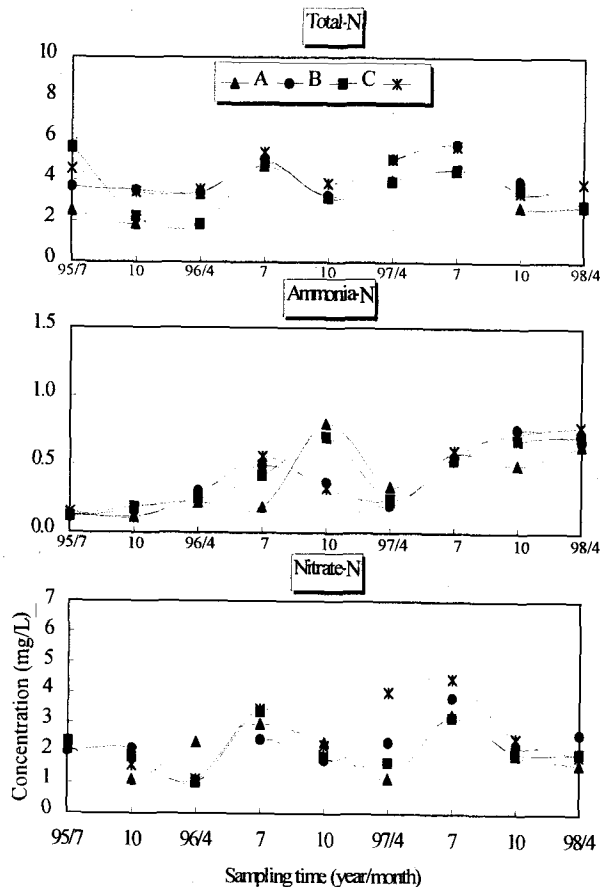 Total-N
10
8
6
4
2
0
A B C
95/7 10 96/4 7 10 97/4 7 10 98/4
Ammonia-N
1.5
1.0
0.5
0.0
95/7 10 96/4 7 10 97/4 7 10 98/4
Nitrate-N
7
6
5
4
3
2
1
0
Concentration (mg/L)
95/7 10 96/4 7 10 97/4 7 10 98/4
Sampling time (year/month)